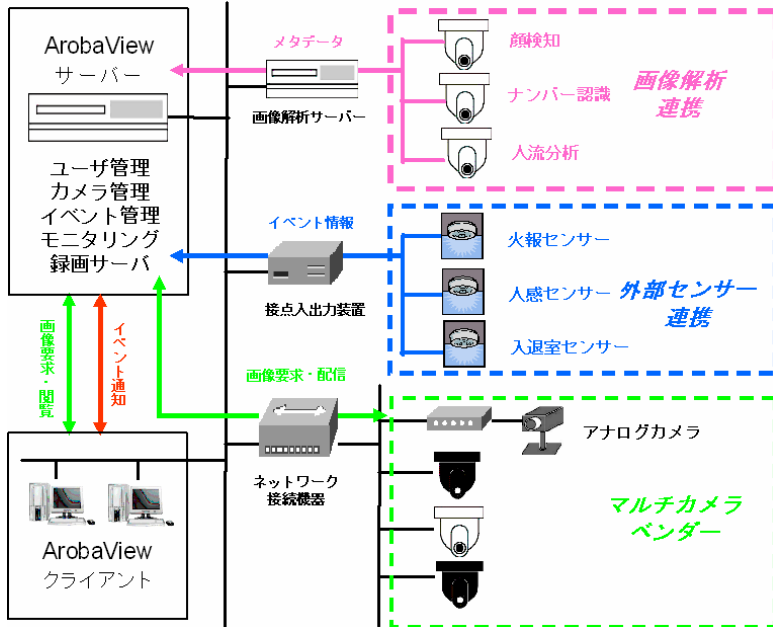 ArobaView
サーバー
ユーザ管理
カメラ管理
イベント管理
モニタリング
録画サーバ
メタデータ
画像解析サーバー
顔検知
ナンバー認識
人流分析
画像解析
連携
イベント情報
接点入出力装置
火報センサー
人感センサー
入退室センサー
外部センサー
連携
画像要求・閲覧
イベント通知
画像要求・配信
ネットワーク
接続機器
アナログカメラ
マルチカメラ
ベンダー
ArobaView
クライアント